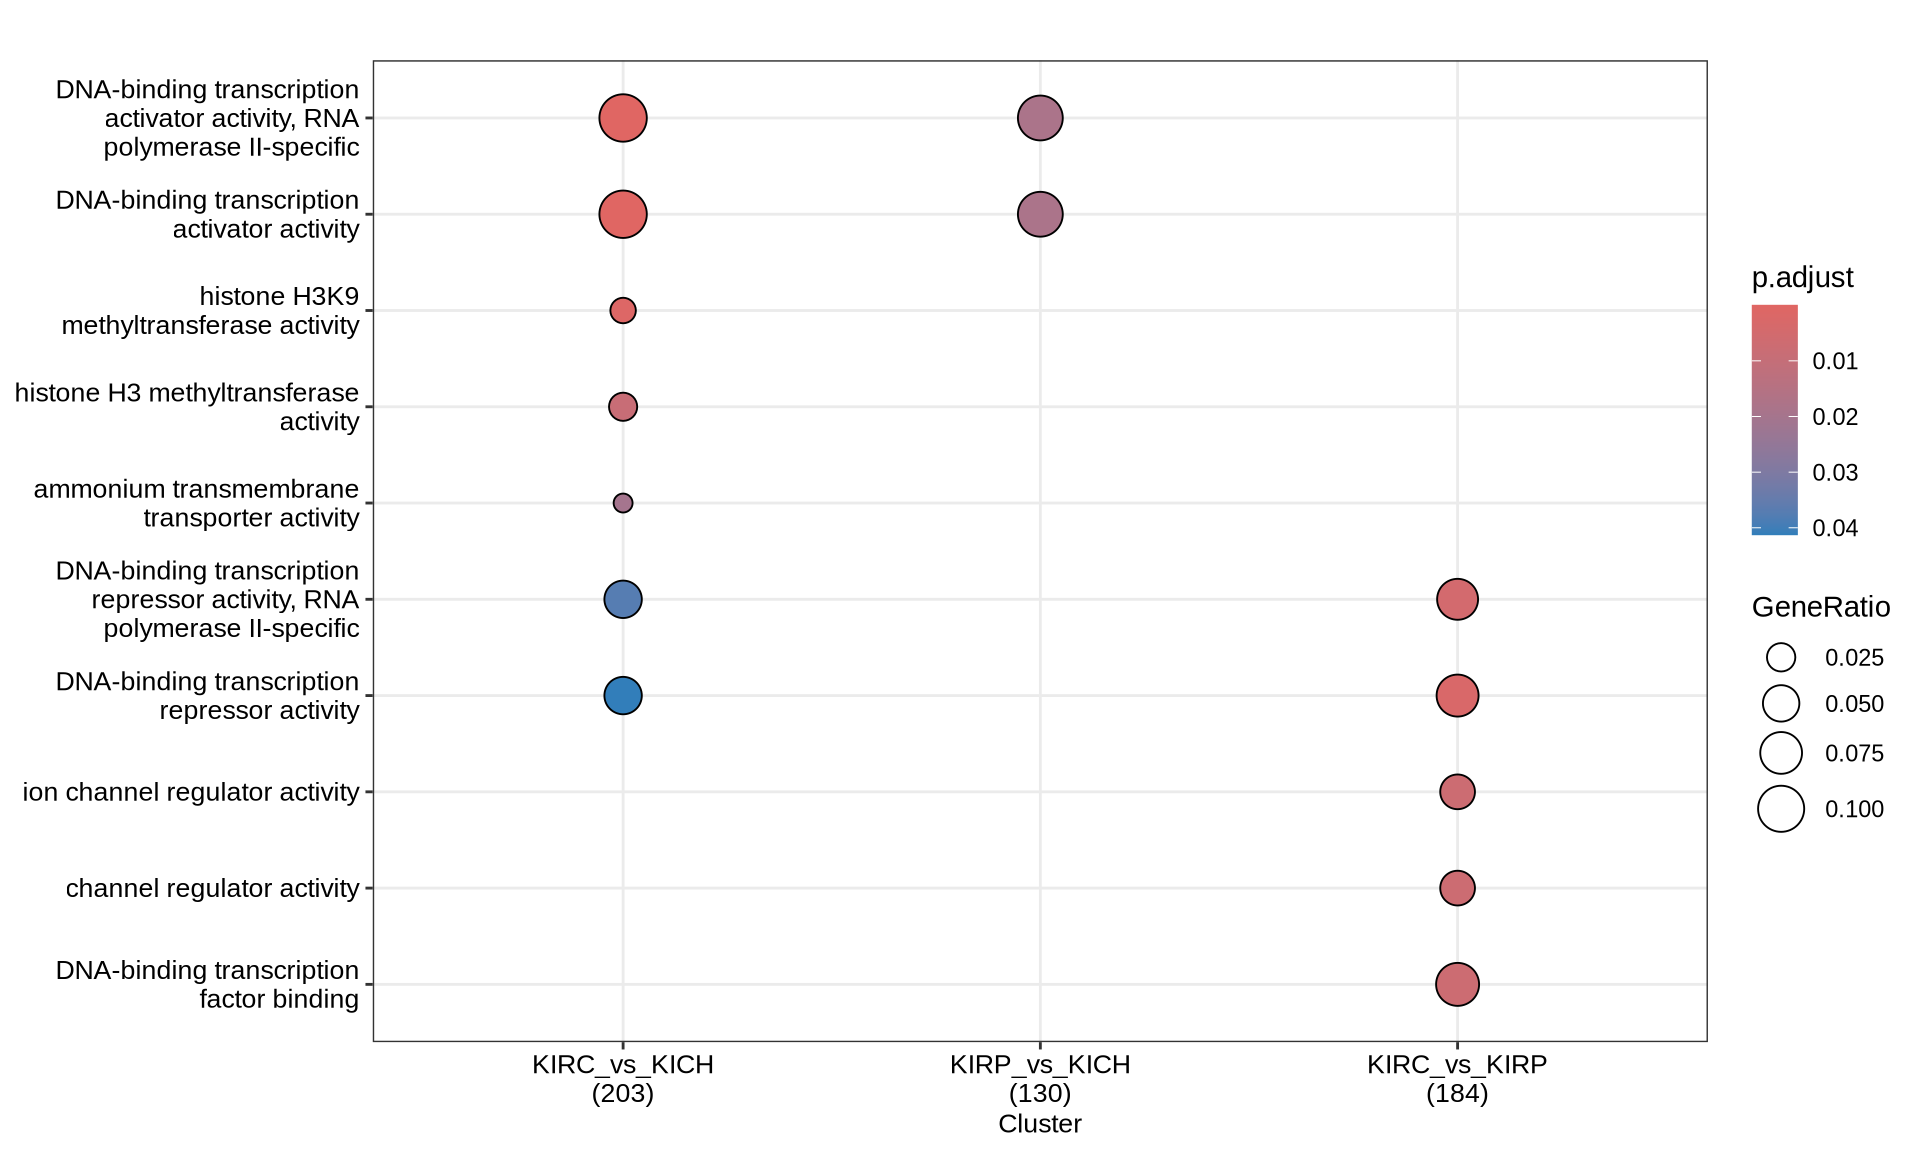 DNA-binding transcription
activator activity, RNA
polymerase II-specific
DNA-binding transcription
activator activity
histone H3K9
methyltransferase activity
histone H3 methyltransferase
activity
ammonium transmembrane
transporter activity
DNA-binding transcription
repressor activity, RNA
polymerase II-specific
DNA-binding transcription
repressor activity
ion channel regulator activity
channel regulator activity
DNA-binding transcription
factor binding
KIRC_vs_KICH
(203)
KIRP_vs_KICH
(130)
KIRC_vs_KIRP
(184)
Cluster
p.adjust
0.01
0.02
0.03
0.04
GeneRatio
0.025
0.050
0.075
0.100